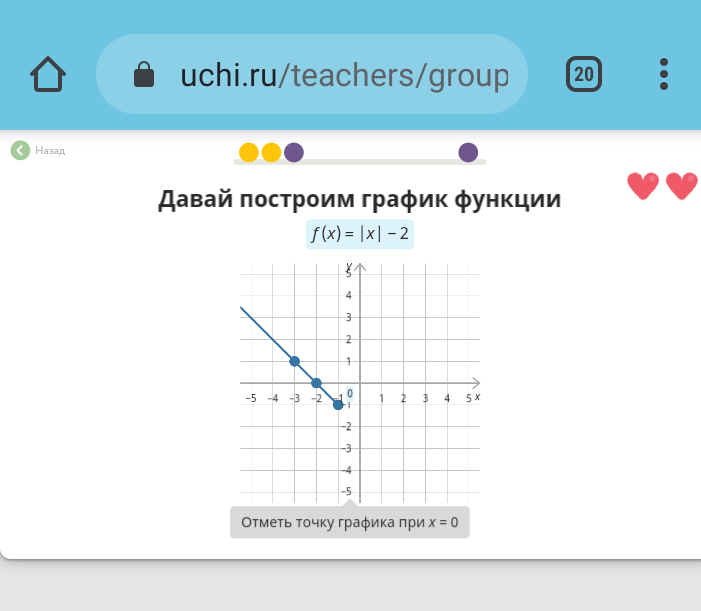 uchi.ru/teachers/group
20
Назад
Давай построим график функции
f(x) = |x| − 2
y
5
4
3
2
1
0
−5 −4 −3 −2 −1 1 2 3 4 5 x
−1
−2
−3
−4
−5
Отметь точку графика при x = 0